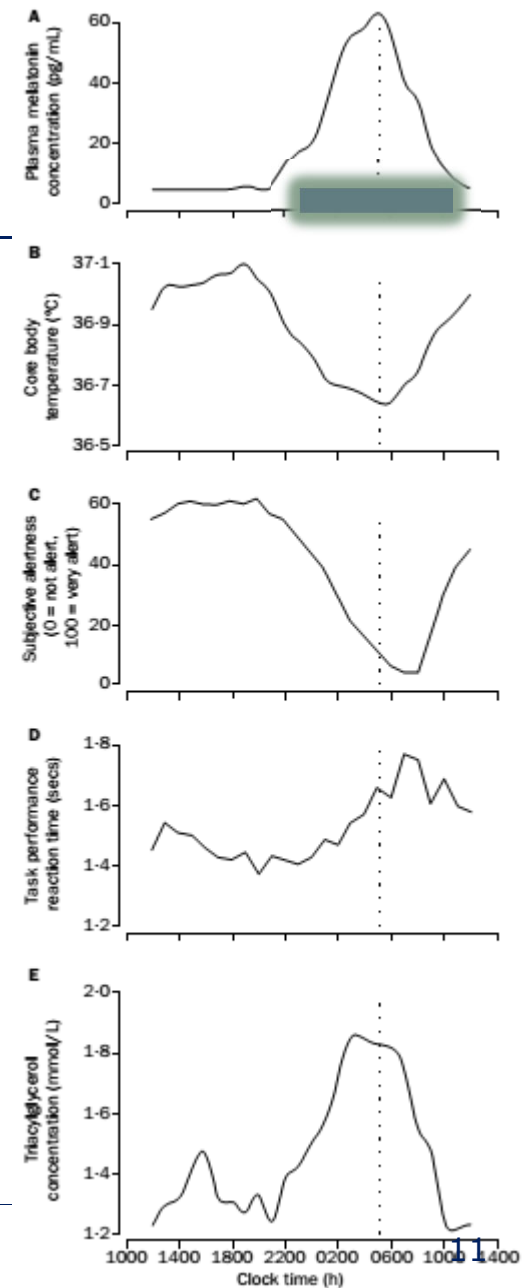 A
Plasma melatonin
concentration (pg/mL)
60
40
20
0
B
Core body
temperature (°C)
37·1
36·9
36·7
36·5
C
Subjective alertness
(0 = not alert,
100 = very alert)
60
40
20
0
D
Task performance
reaction time (secs)
1·8
1·6
1·4
1·2
E
Triacylglycerol
concentration (mmol/L)
2·0
1·8
1·6
1·4
1·2
1000 1400 1800 2200 0200 0600 1000 1400
Clock time (h)
11